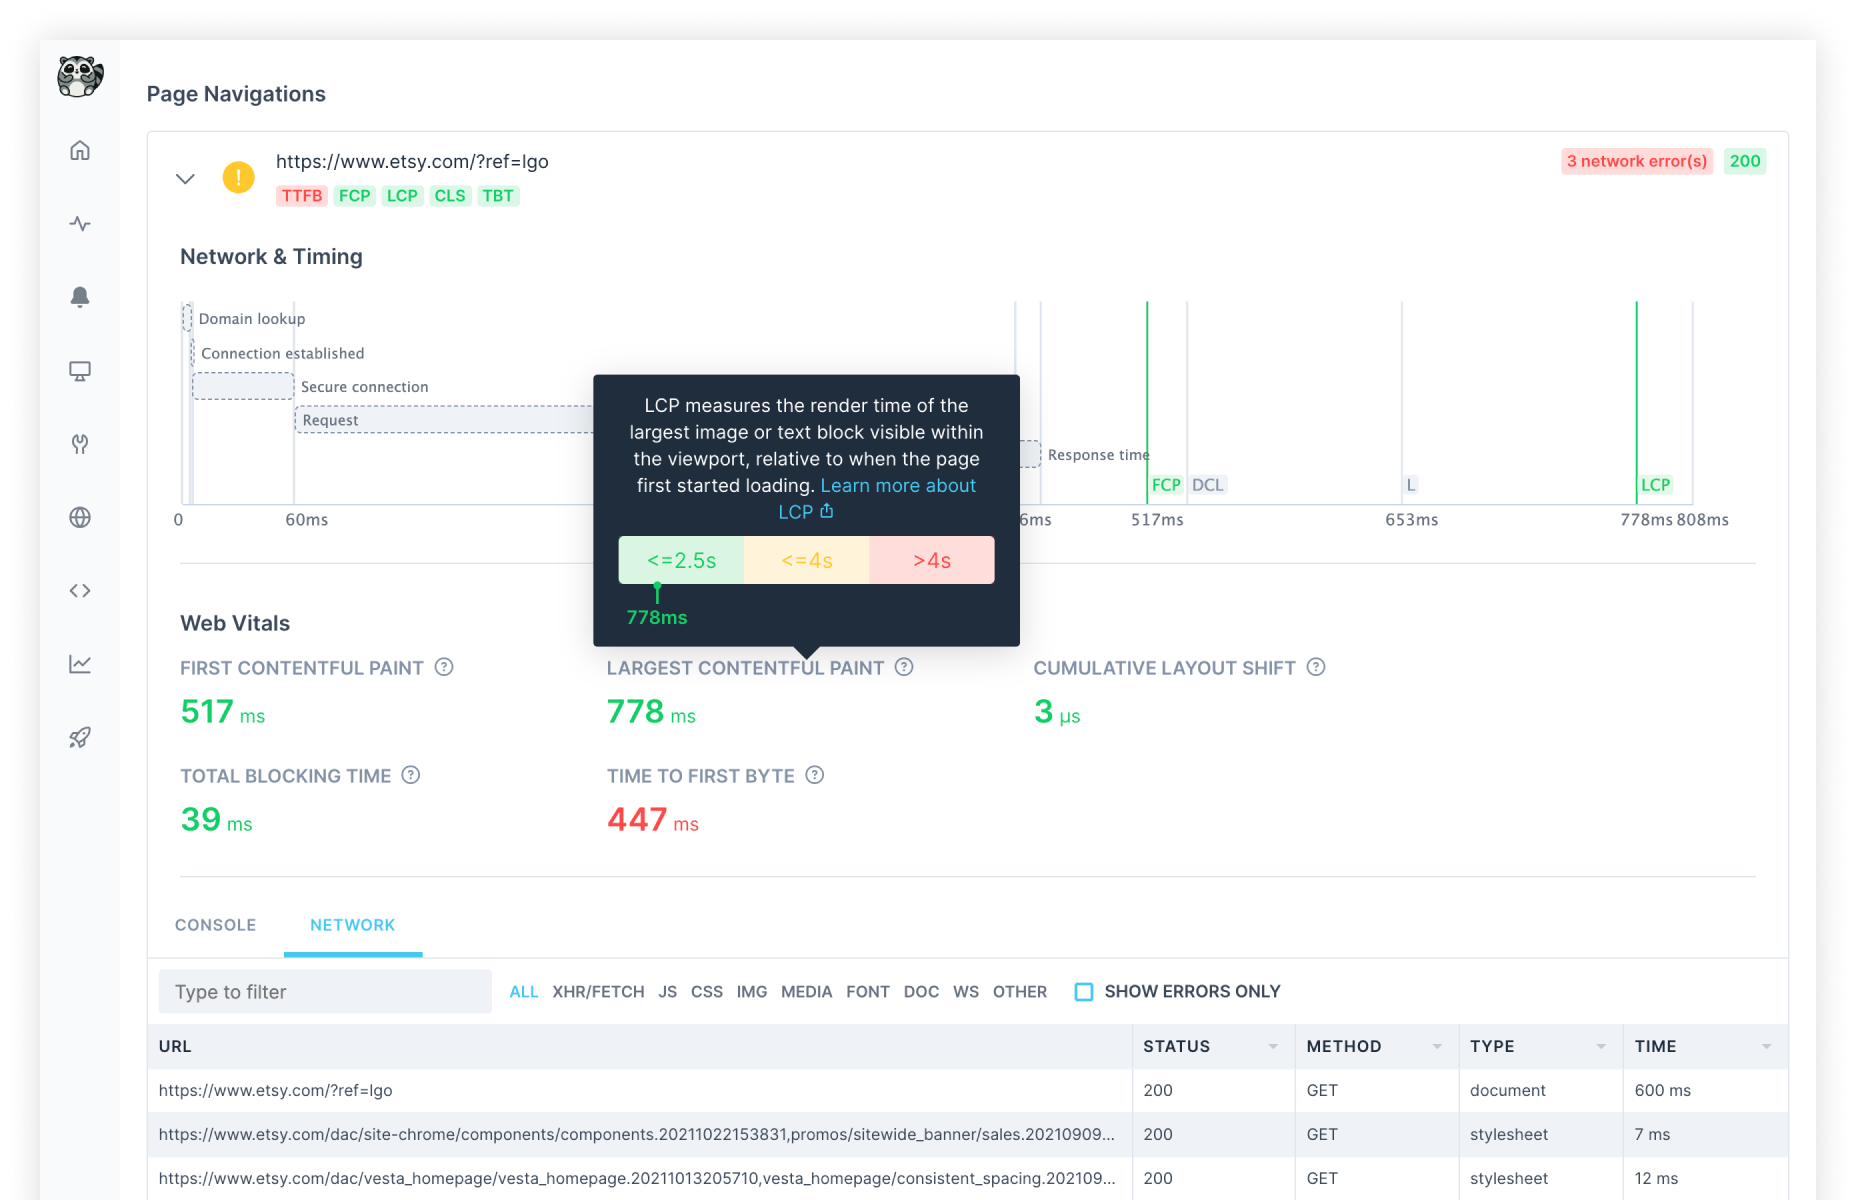 Page Navigations
https://www.etsy.com/?ref=lgo
3 network error(s) 200
TTFB FCP LCP CLS TBT
Network & Timing
Domain lookup
Connection established
Secure connection
Request
Response time
FCP DCL L LCP
0 60ms 6ms 517ms 653ms 778ms 808ms
LCP measures the render time of the
largest image or text block visible within
the viewport, relative to when the page
first started loading. Learn more about
LCP
<=2.5s <=4s >4s
778ms
Web Vitals
FIRST CONTENTFUL PAINT LARGEST CONTENTFUL PAINT CUMULATIVE LAYOUT SHIFT
517 ms 778 ms 3 µs
TOTAL BLOCKING TIME TIME TO FIRST BYTE
39 ms 447 ms
CONSOLE NETWORK
Type to filter ALL XHR/FETCH JS CSS IMG MEDIA FONT DOC WS OTHER SHOW ERRORS ONLY
URL STATUS METHOD TYPE TIME
https://www.etsy.com/?ref=lgo 200 GET document 600 ms
https://www.etsy.com/dac/site-chrome/components/components.20211022153831,promos/sitewide_banner/sales.20210909... 200 GET stylesheet 7 ms
https://www.etsy.com/dac/vesta_homepage/vesta_homepage.20211013205710,vesta_homepage/consistent_spacing.202109... 200 GET stylesheet 12 ms